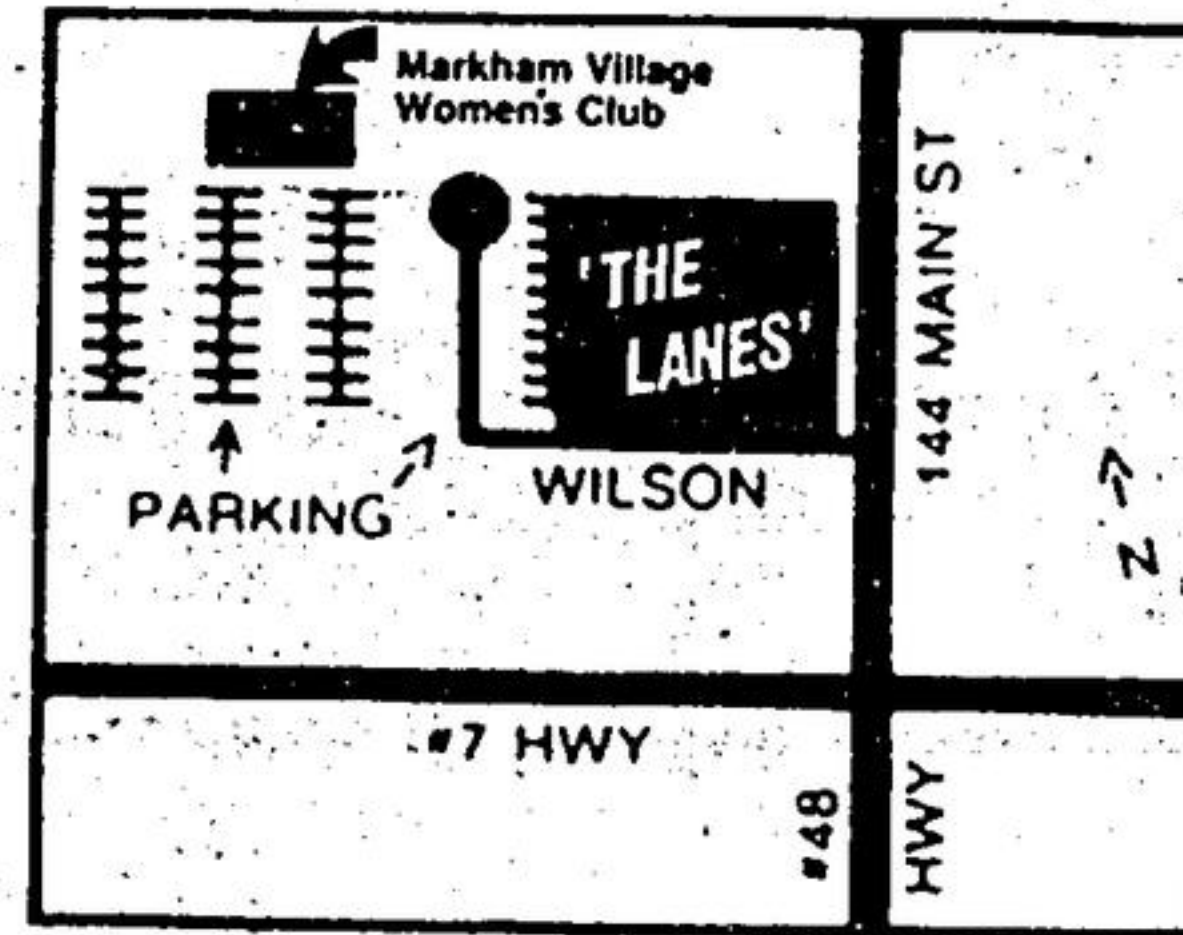 Markham Village
Women's Club
'THE
LANES'
144 MAIN ST
WILSON
PARKING
N
#7 HWY
#48
HWY